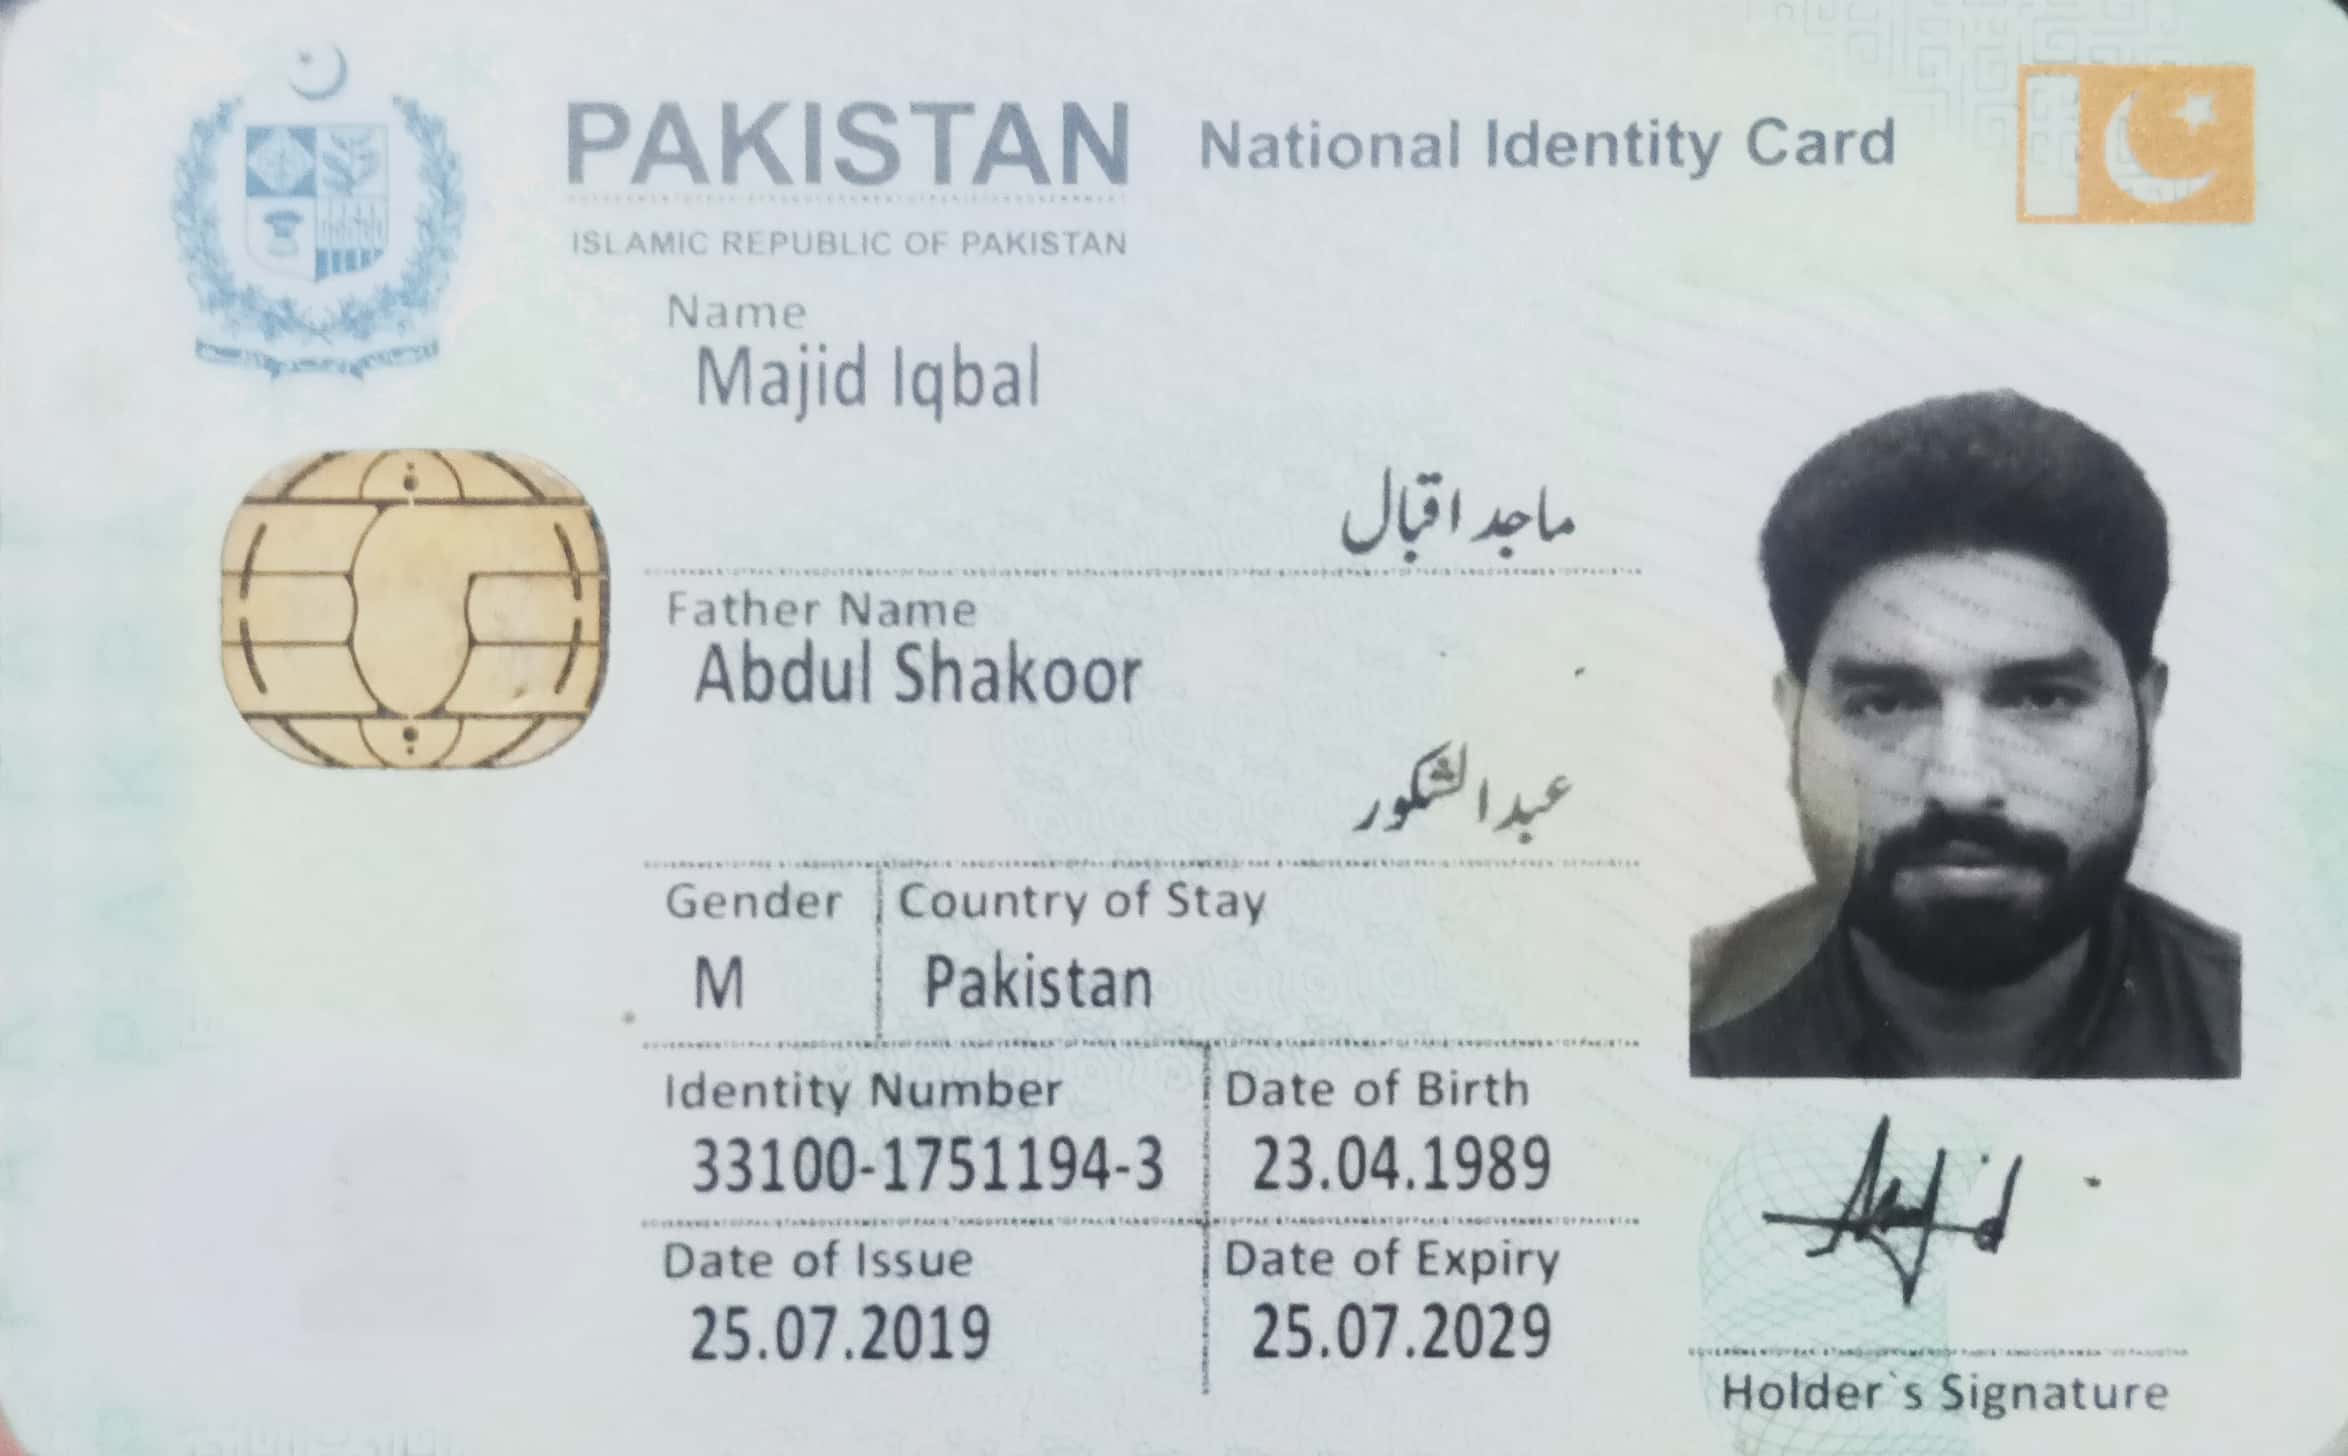 PAKISTAN National Identity Card
ISLAMIC REPUBLIC OF PAKISTAN
Name
Majid Iqbal
ماجد اقبال
Father Name
Abdul Shakoor
عبدالشکور
Gender Country of Stay
M Pakistan
Identity Number Date of Birth
33100-1751194-3 23.04.1989
Date of Issue Date of Expiry
25.07.2019 25.07.2029
Majid
Holder`s Signature